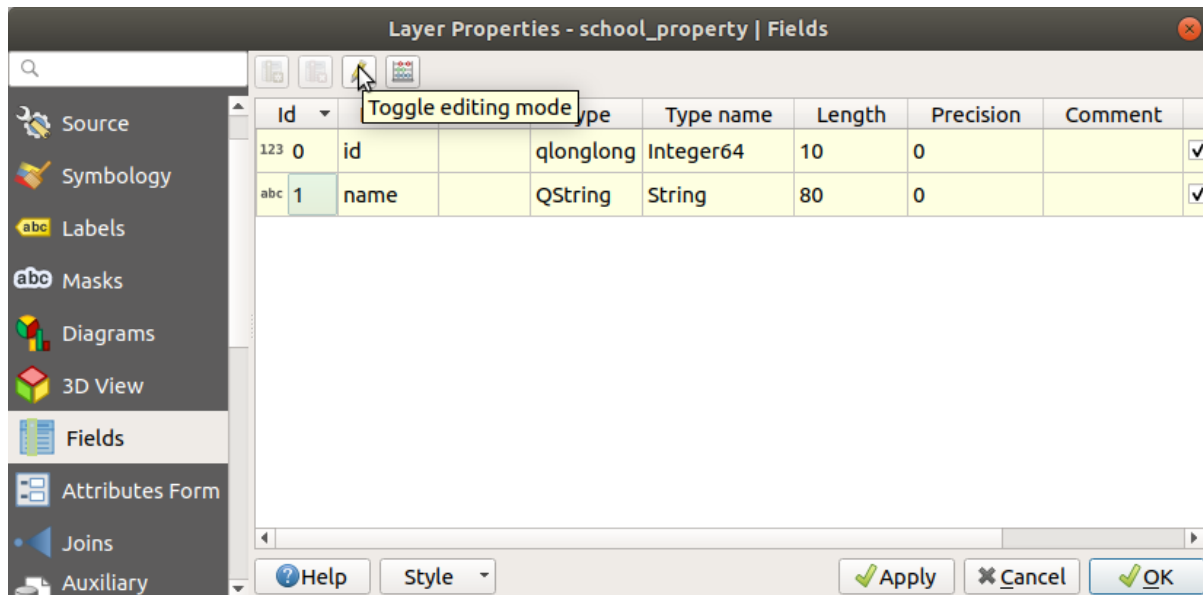 Layer Properties - school_property | Fields
Toggle editing mode
Source
Symbology
abc Labels
abc Masks
Diagrams
3D View
Fields
Attributes Form
Joins
Auxiliary
Id Type name Length Precision Comment
123 0 id qlonglong Integer64 10 0
abc 1 name QString String 80 0
Help Style Apply Cancel OK